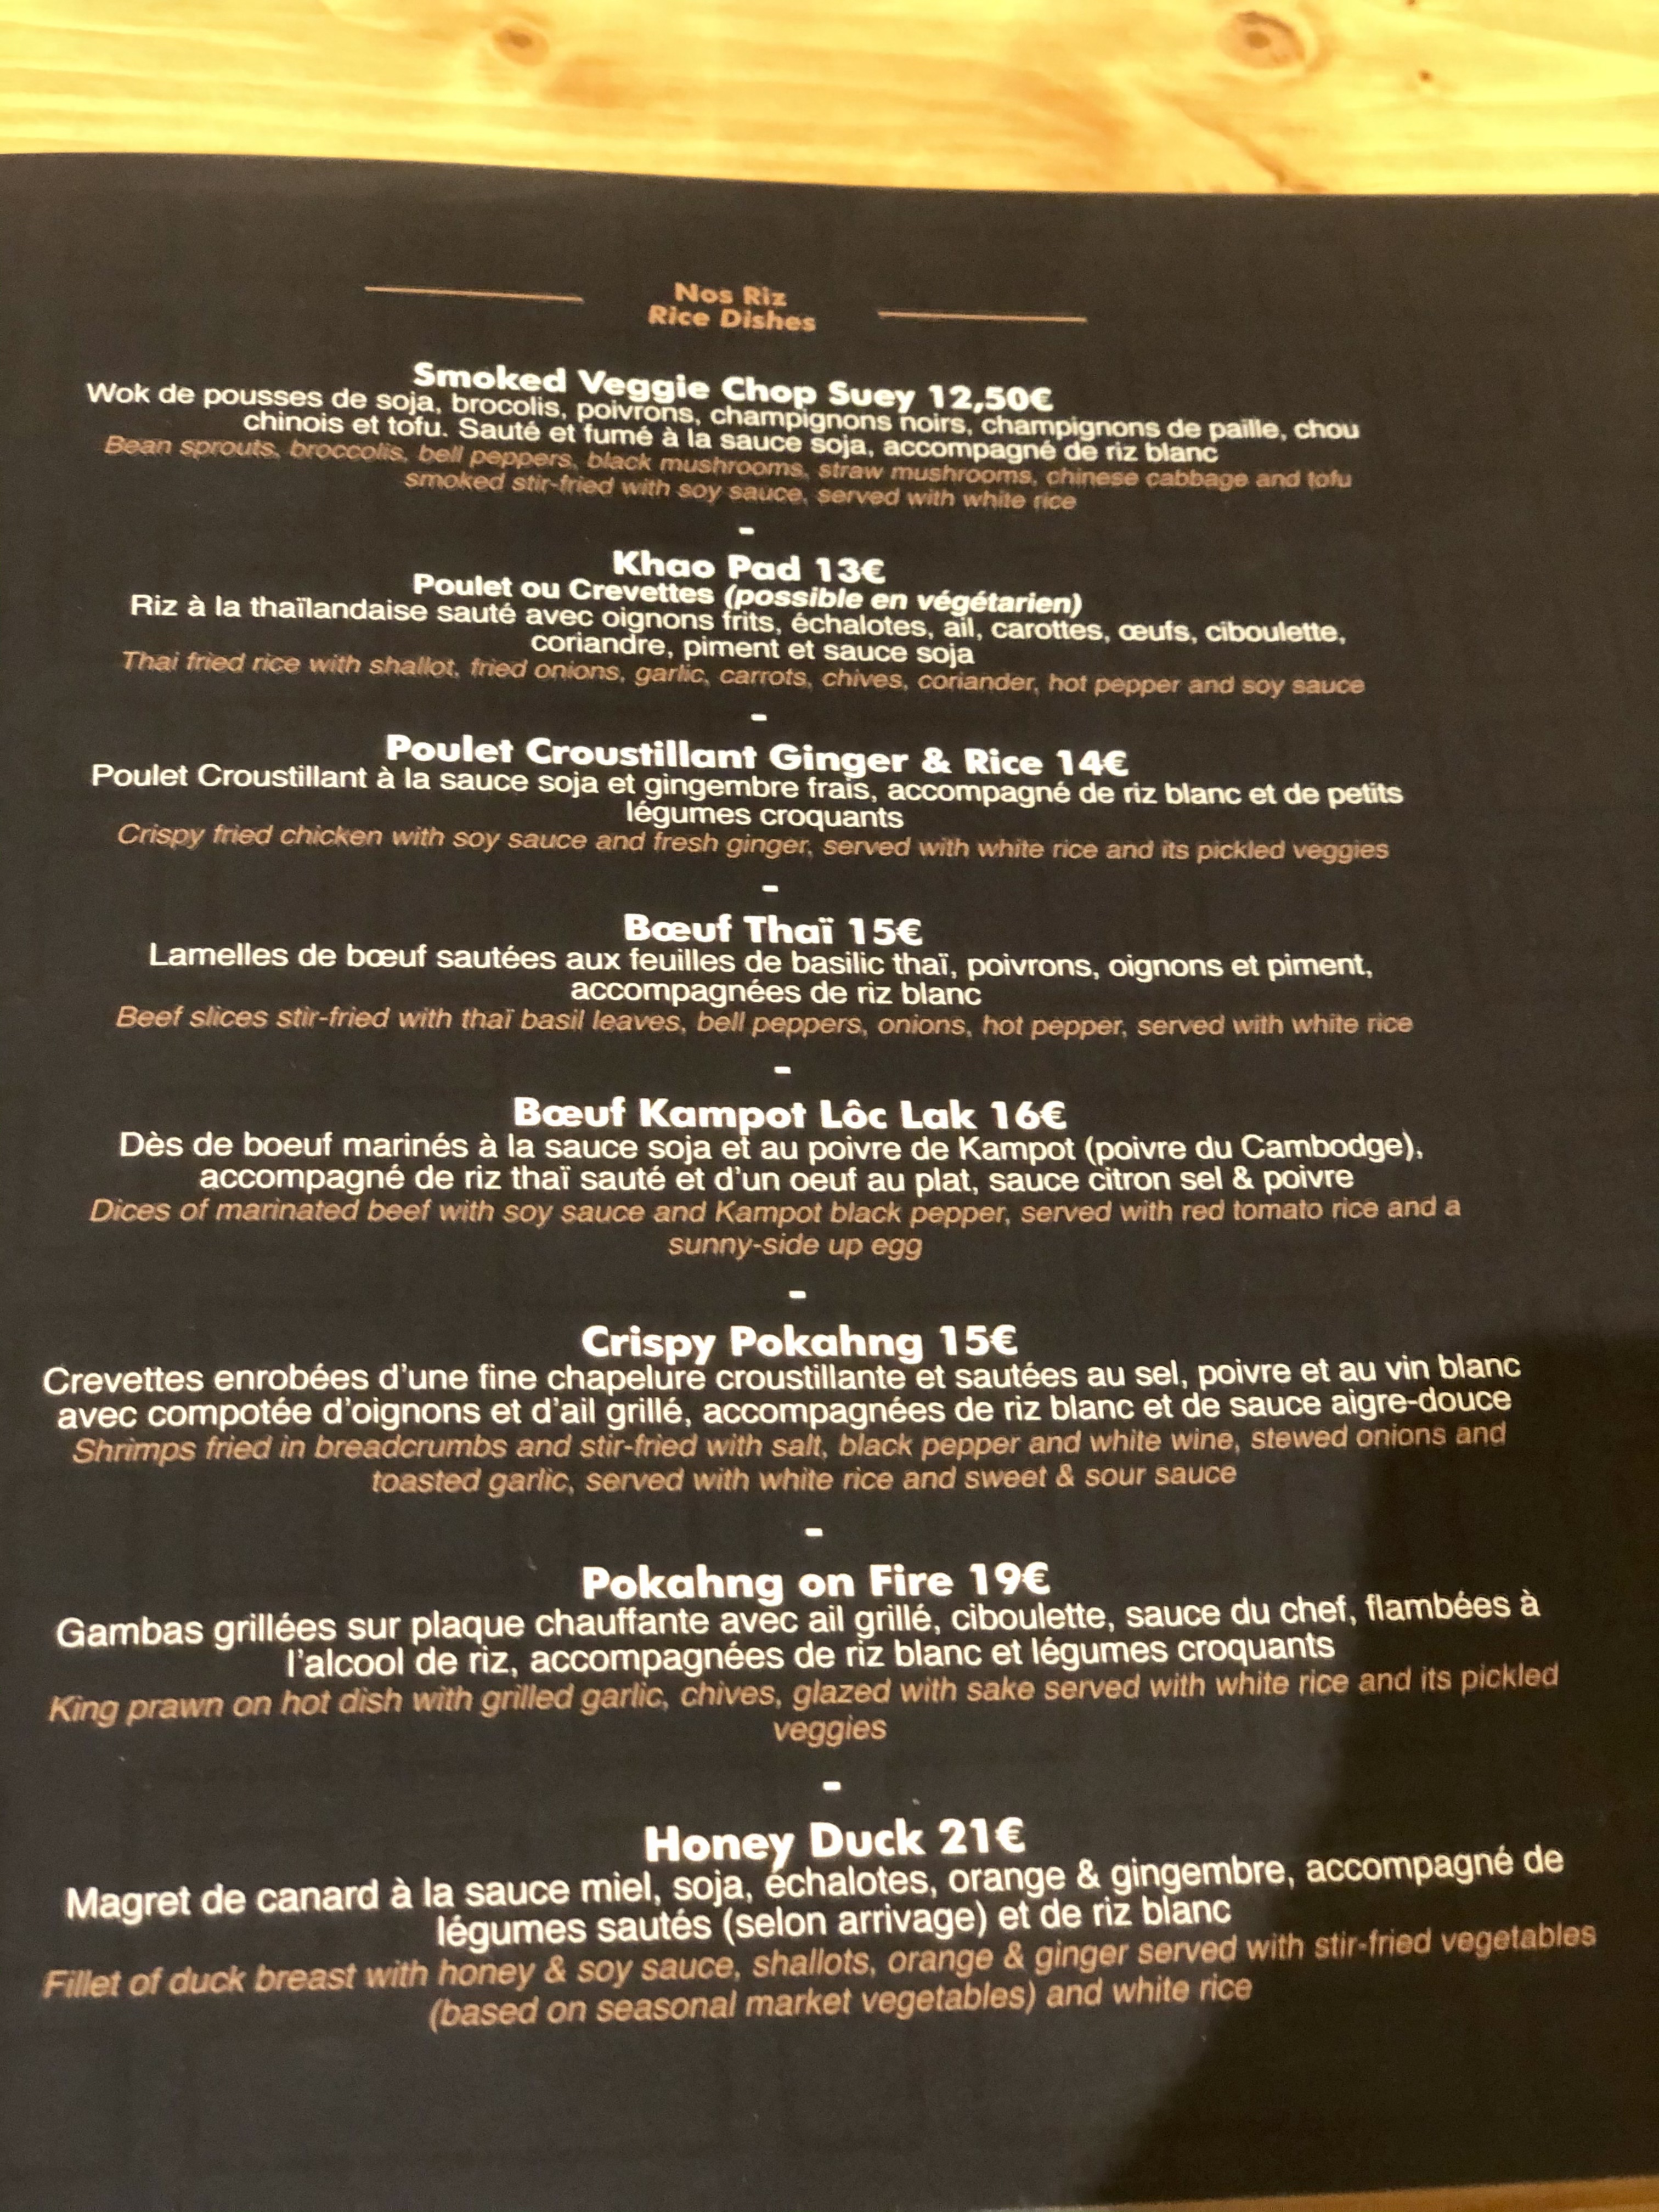 Nos Riz
Rice Dishes
Smoked Veggie Chop Suey 12,50€
Wok de pousses de soja, brocolis, poivrons, champignons noirs, champignons de paille, chou
chinois et tofu. Sauté et fumé à la sauce soja, accompagné de riz blanc
Bean sprouts, broccolis, bell peppers, black mushrooms, straw mushrooms, chinese cabbage and tofu
smoked stir-fried with soy sauce, served with white rice
-
Khao Pad 13€
Poulet ou Crevettes (possible en végétarien)
Riz à la thaïlandaise sauté avec oignons frits, échalotes, ail, carottes, œufs, ciboulette,
coriandre, piment et sauce soja
Thai fried rice with shallot, fried onions, garlic, carrots, chives, coriander, hot pepper and soy sauce
-
Poulet Croustillant Ginger & Rice 14€
Poulet Croustillant à la sauce soja et gingembre frais, accompagné de riz blanc et de petits
légumes croquants
Crispy fried chicken with soy sauce and fresh ginger, served with white rice and its pickled veggies
-
Bœuf Thaï 15€
Lamelles de bœuf sautées aux feuilles de basilic thaï, poivrons, oignons et piment,
accompagnées de riz blanc
Beef slices stir-fried with thaï basil leaves, bell peppers, onions, hot pepper, served with white rice
-
Bœuf Kampot Lôc Lak 16€
Dès de boeuf marinés à la sauce soja et au poivre de Kampot (poivre du Cambodge),
accompagné de riz thaï sauté et d'un oeuf au plat, sauce citron sel & poivre
Dices of marinated beef with soy sauce and Kampot black pepper, served with red tomato rice and a
sunny-side up egg
-
Crispy Pokahng 15€
Crevettes enrobées d'une fine chapelure croustillante et sautées au sel, poivre et au vin blanc
avec compotée d'oignons et d'ail grillé, accompagnées de riz blanc et de sauce aigre-douce
Shrimps fried in breadcrumbs and stir-fried with salt, black pepper and white wine, stewed onions and
toasted garlic, served with white rice and sweet & sour sauce
-
Pokahng on Fire 19€
Gambas grillées sur plaque chauffante avec ail grillé, ciboulette, sauce du chef, flambées à
l'alcool de riz, accompagnées de riz blanc et légumes croquants
King prawn on hot dish with grilled garlic, chives, glazed with sake served with white rice and its pickled
veggies
-
Honey Duck 21€
Magret de canard à la sauce miel, soja, échalotes, orange & gingembre, accompagné de
légumes sautés (selon arrivage) et de riz blanc
Fillet of duck breast with honey & soy sauce, shallots, orange & ginger served with stir-fried vegetables
(based on seasonal market vegetables) and white rice